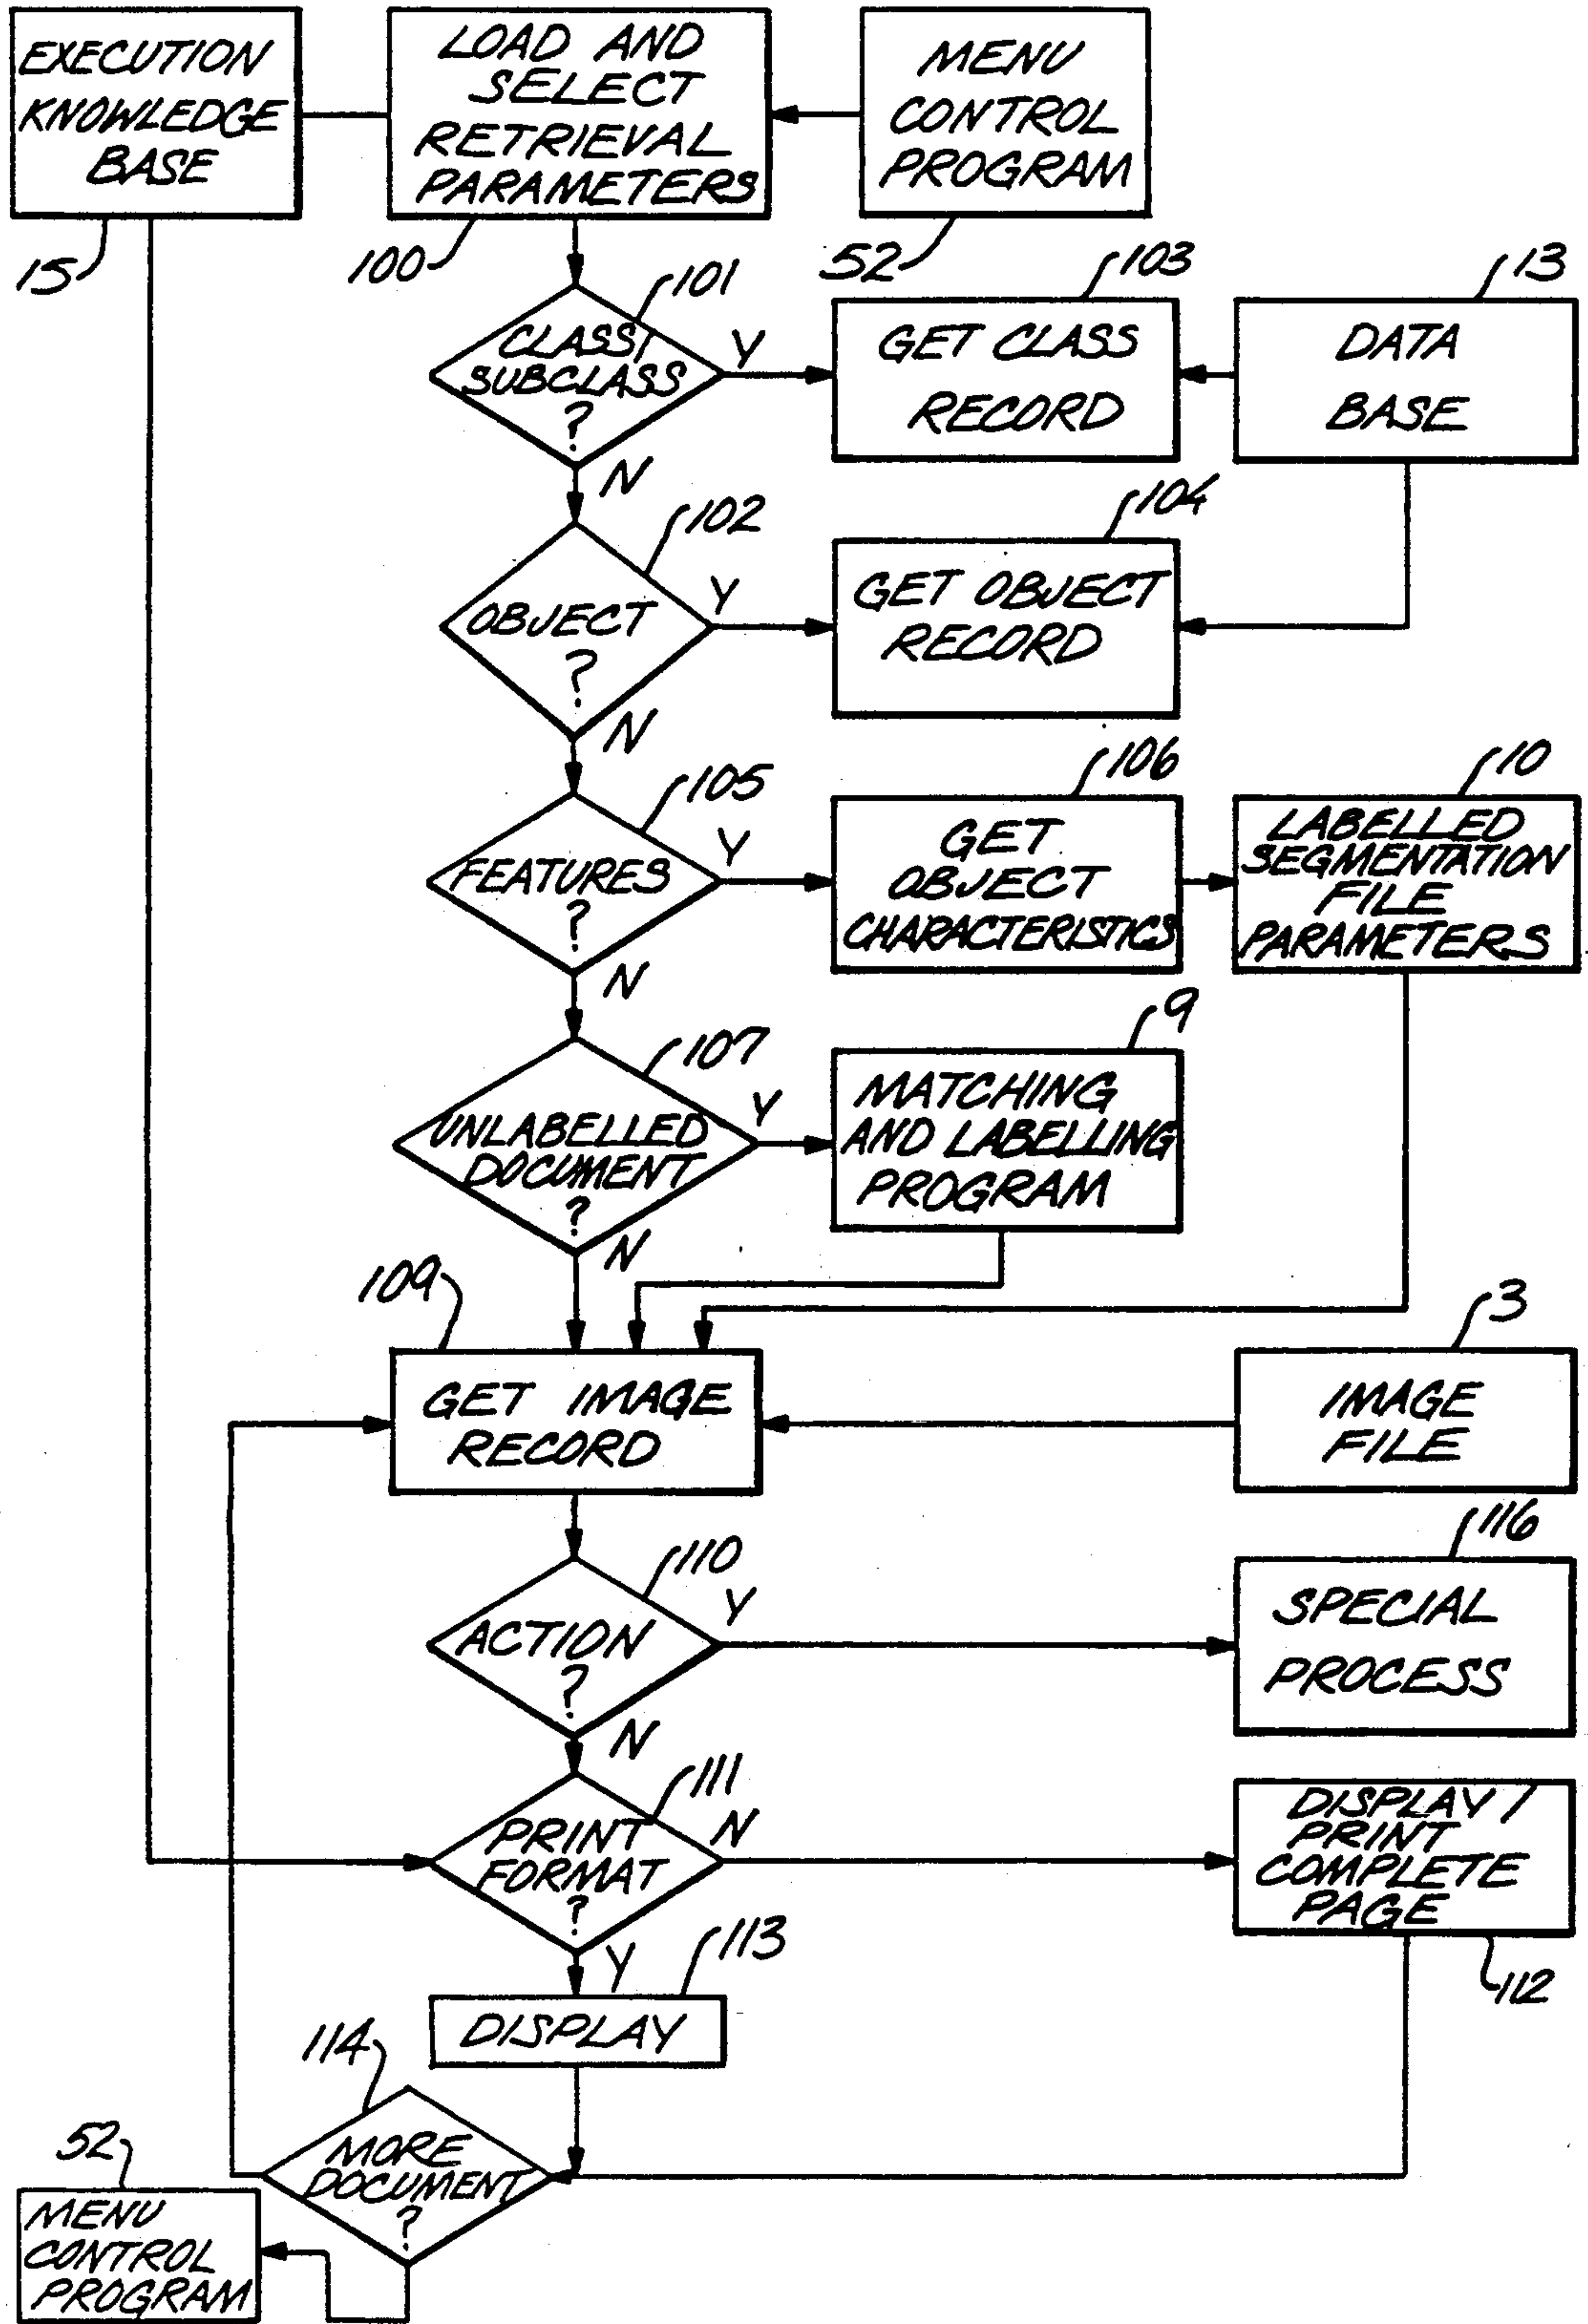 EXECUTION
KNOWLEDGE
BASE
15
LOAD AND
SELECT
RETRIEVAL
PARAMETERS
100
MENU
CONTROL
PROGRAM
52
CLASS/
SUBCLASS
?
101
Y
N
GET CLASS
RECORD
103
DATA
BASE
13
OBJECT
?
102
Y
N
GET OBJECT
RECORD
104
FEATURES
?
105
Y
N
GET
OBJECT
CHARACTERISTICS
106
LABELLED
SEGMENTATION
FILE
PARAMETERS
10
UNLABELLED
DOCUMENT
?
107
Y
N
MATCHING
AND LABELLING
PROGRAM
9
109
GET IMAGE
RECORD
IMAGE
FILE
3
ACTION
?
110
Y
N
SPECIAL
PROCESS
116
PRINT
FORMAT
?
111
N
Y
DISPLAY /
PRINT
COMPLETE
PAGE
112
DISPLAY
113
114
MORE
DOCUMENT
?
52
MENU
CONTROL
PROGRAM